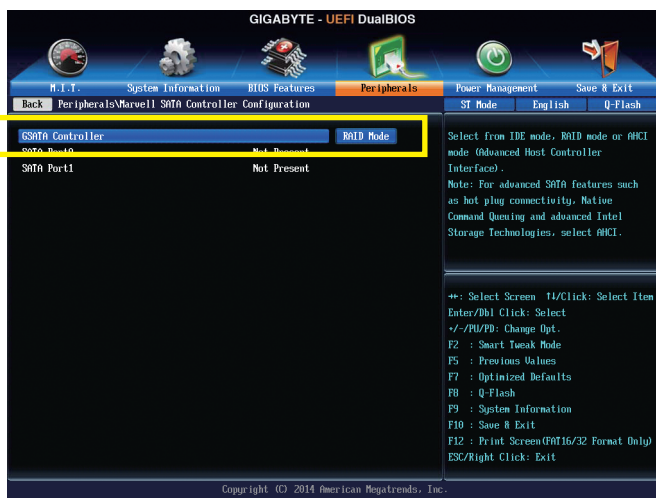 GIGABYTE - UEFI DualBIOS
M.I.T. System Information BIOS Features Peripherals Power Management Save & Exit
Back Peripherals\Marvell SATA Controller Configuration ST Mode English Q-Flash
GSATA Controller RAID Mode
SATA Port0 Not Present
SATA Port1 Not Present
Select from IDE mode, RAID mode or AHCI
mode (Advanced Host Controller
Interface).
Note: For advanced SATA features such
as hot plug connectivity, Native
Command Queuing and advanced Intel
Storage Technologies, select AHCI.
→←: Select Screen ↑↓/Click: Select Item
Enter/Dbl Click: Select
+/-/PU/PD: Change Opt.
F2 : Smart Tweak Mode
F5 : Previous Values
F7 : Optimized Defaults
F8 : Q-Flash
F9 : System Information
F10 : Save & Exit
F12 : Print Screen(FAT16/32 Format Only)
ESC/Right Click: Exit
Copyright (C) 2014 American Megatrends, Inc.